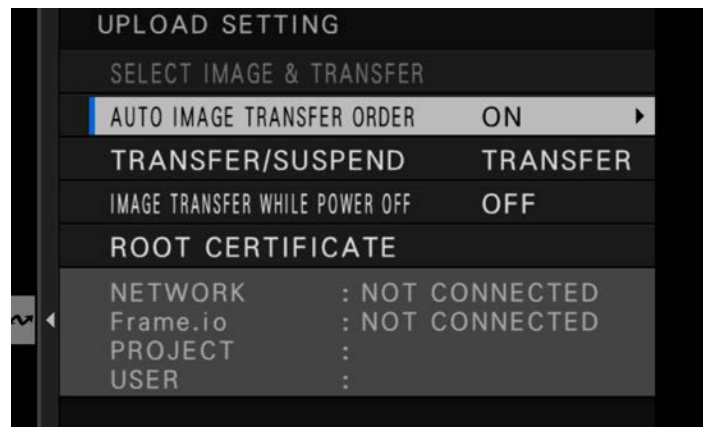 UPLOAD SETTING
SELECT IMAGE & TRANSFER
AUTO IMAGE TRANSFER ORDER ON
TRANSFER/SUSPEND TRANSFER
IMAGE TRANSFER WHILE POWER OFF OFF
ROOT CERTIFICATE
NETWORK : NOT CONNECTED
Frame.io : NOT CONNECTED
PROJECT :
USER :